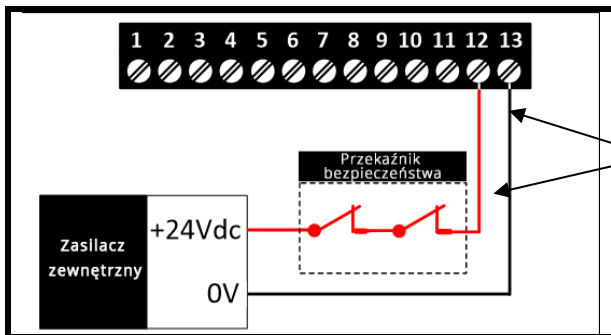 1 2 3 4 5 6 7 8 9 10 11 12 13
Przekaźnik
bezpieczeństwa
+24Vdc
Zasilacz
zewnętrzny
0V